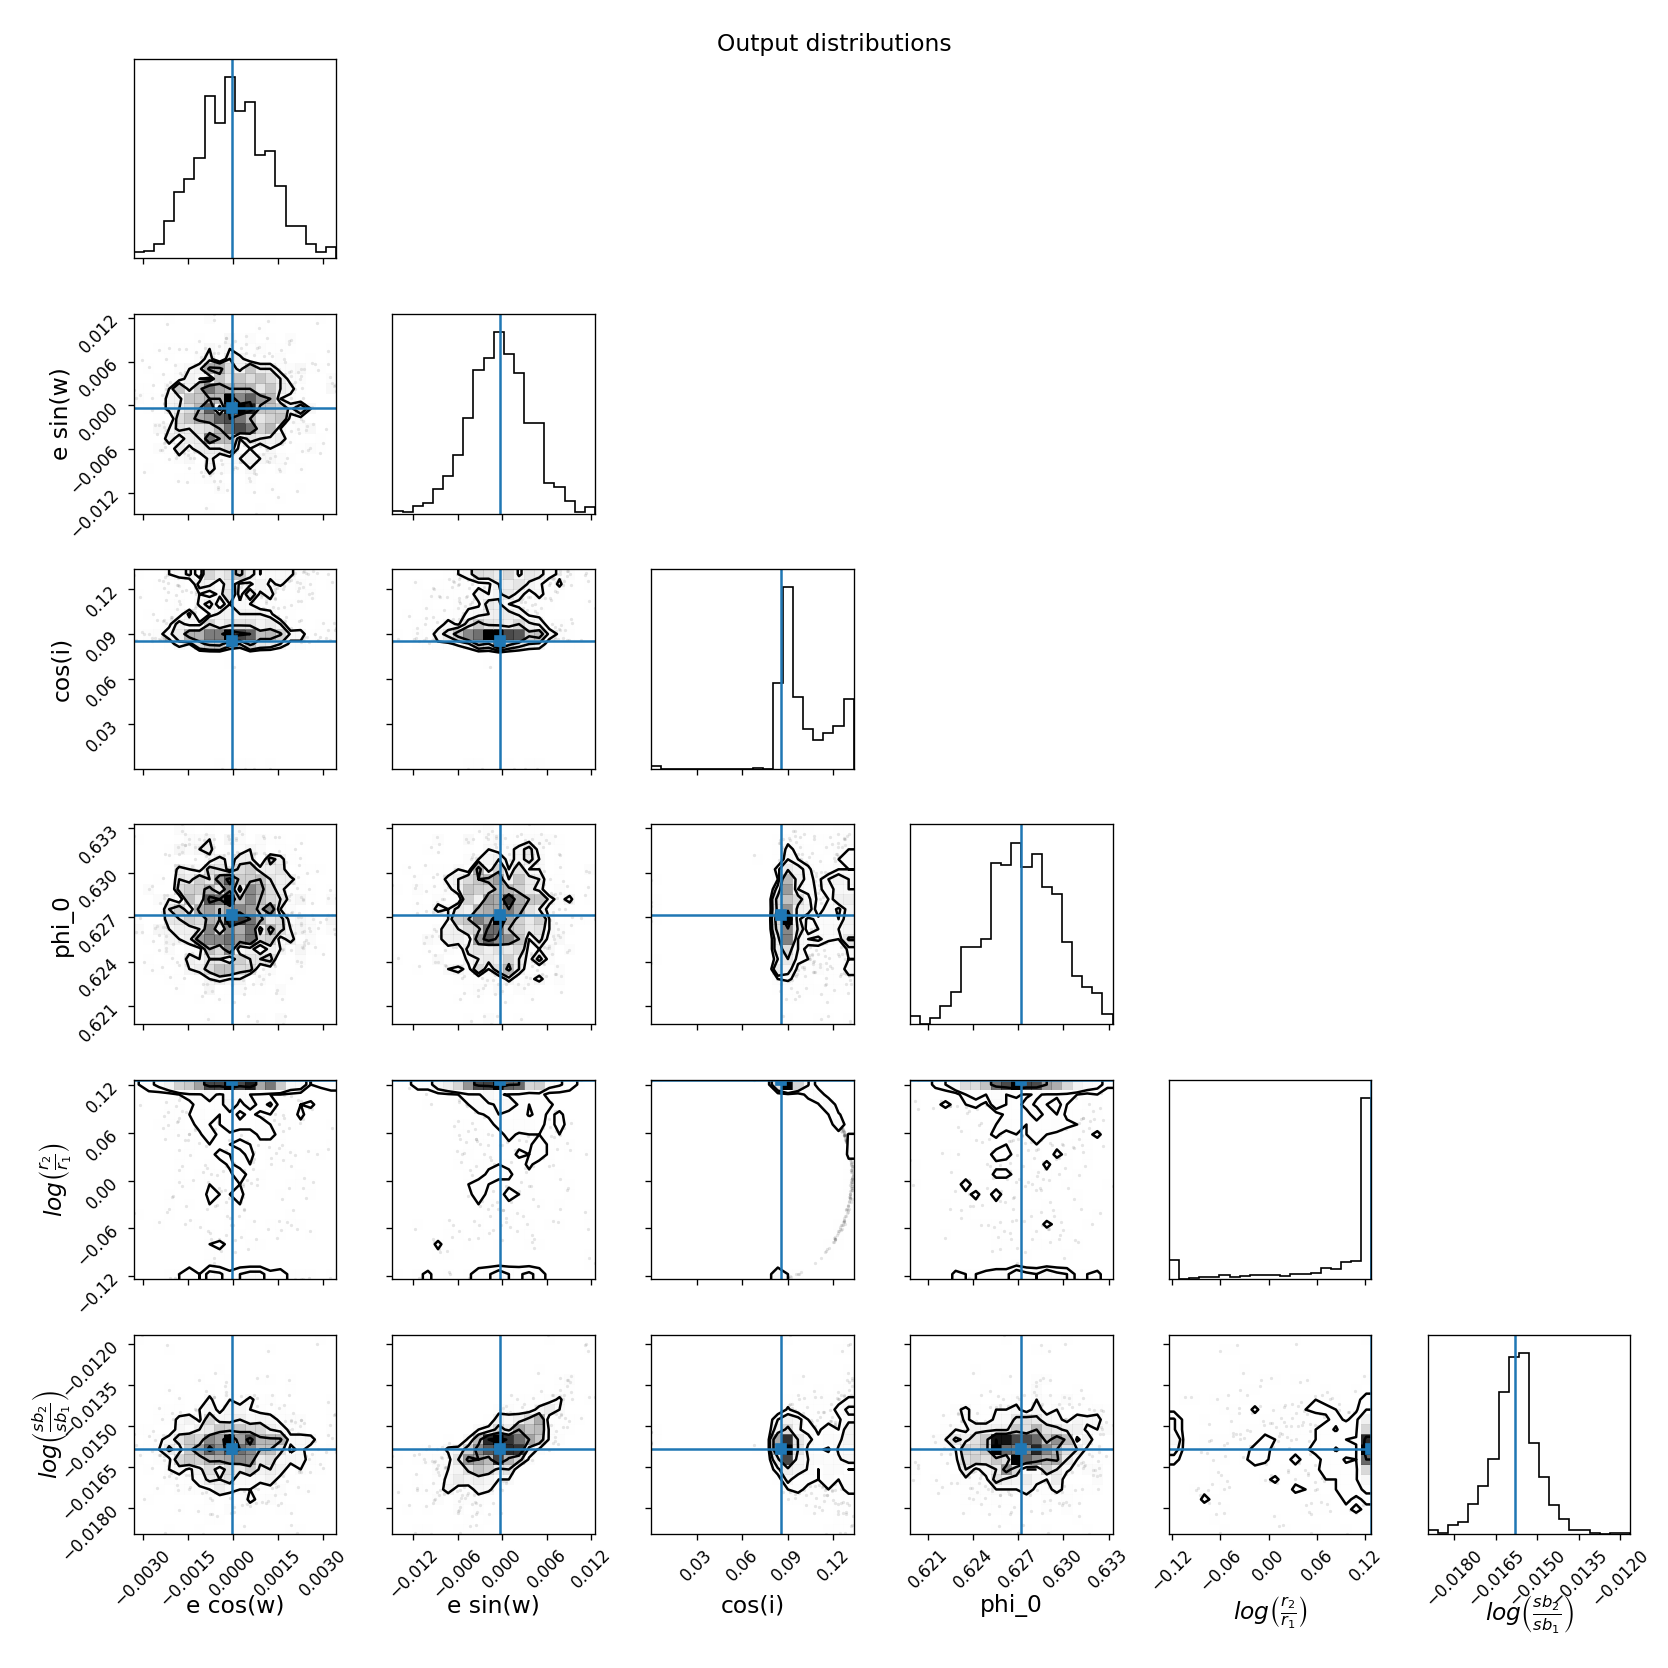 Output distributions
0.012
0.006
0.000
−0.006
−0.012
e sin(w)
0.12
0.09
0.06
0.03
cos(i)
0.633
0.630
0.627
0.624
0.621
phi_0
0.12
0.06
0.00
−0.06
−0.12
log(r2/r1)
−0.0120
−0.0135
−0.0150
−0.0165
−0.0180
log(sb2/sb1)
−0.0030 −0.0015 0.0000 0.0015 0.0030
e cos(w)
−0.012 −0.006 0.000 0.006 0.012
e sin(w)
0.03 0.06 0.09 0.12
cos(i)
0.621 0.624 0.627 0.630 0.633
phi_0
−0.12 −0.06 0.00 0.06 0.12
log(r2/r1)
−0.0180 −0.0165 −0.0150 −0.0135 −0.0120
log(sb2/sb1)